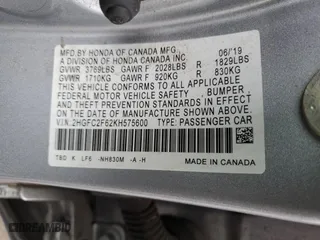 MFD. BY HONDA OF CANADA MFG., 06/'19
A DIVISION OF HONDA CANADA INC.
GVWR 3769LBS GAWR F 2028LBS R 1829LBS
GVWR 1710KG GAWR F 920KG R 830KG
THIS VEHICLE CONFORMS TO ALL APPLICABLE
FEDERAL MOTOR VEHICLE SAFETY, BUMPER,
AND THEFT PREVENTION STANDARDS IN EFFECT
ON THE DATE OF MANUFACTURE SHOWN ABOVE.
V.I.N.:2HGFC2F62KH575600 TYPE: PASSENGER CAR
T&D K LF6 -NH830M -A -H
MADE IN CANADA